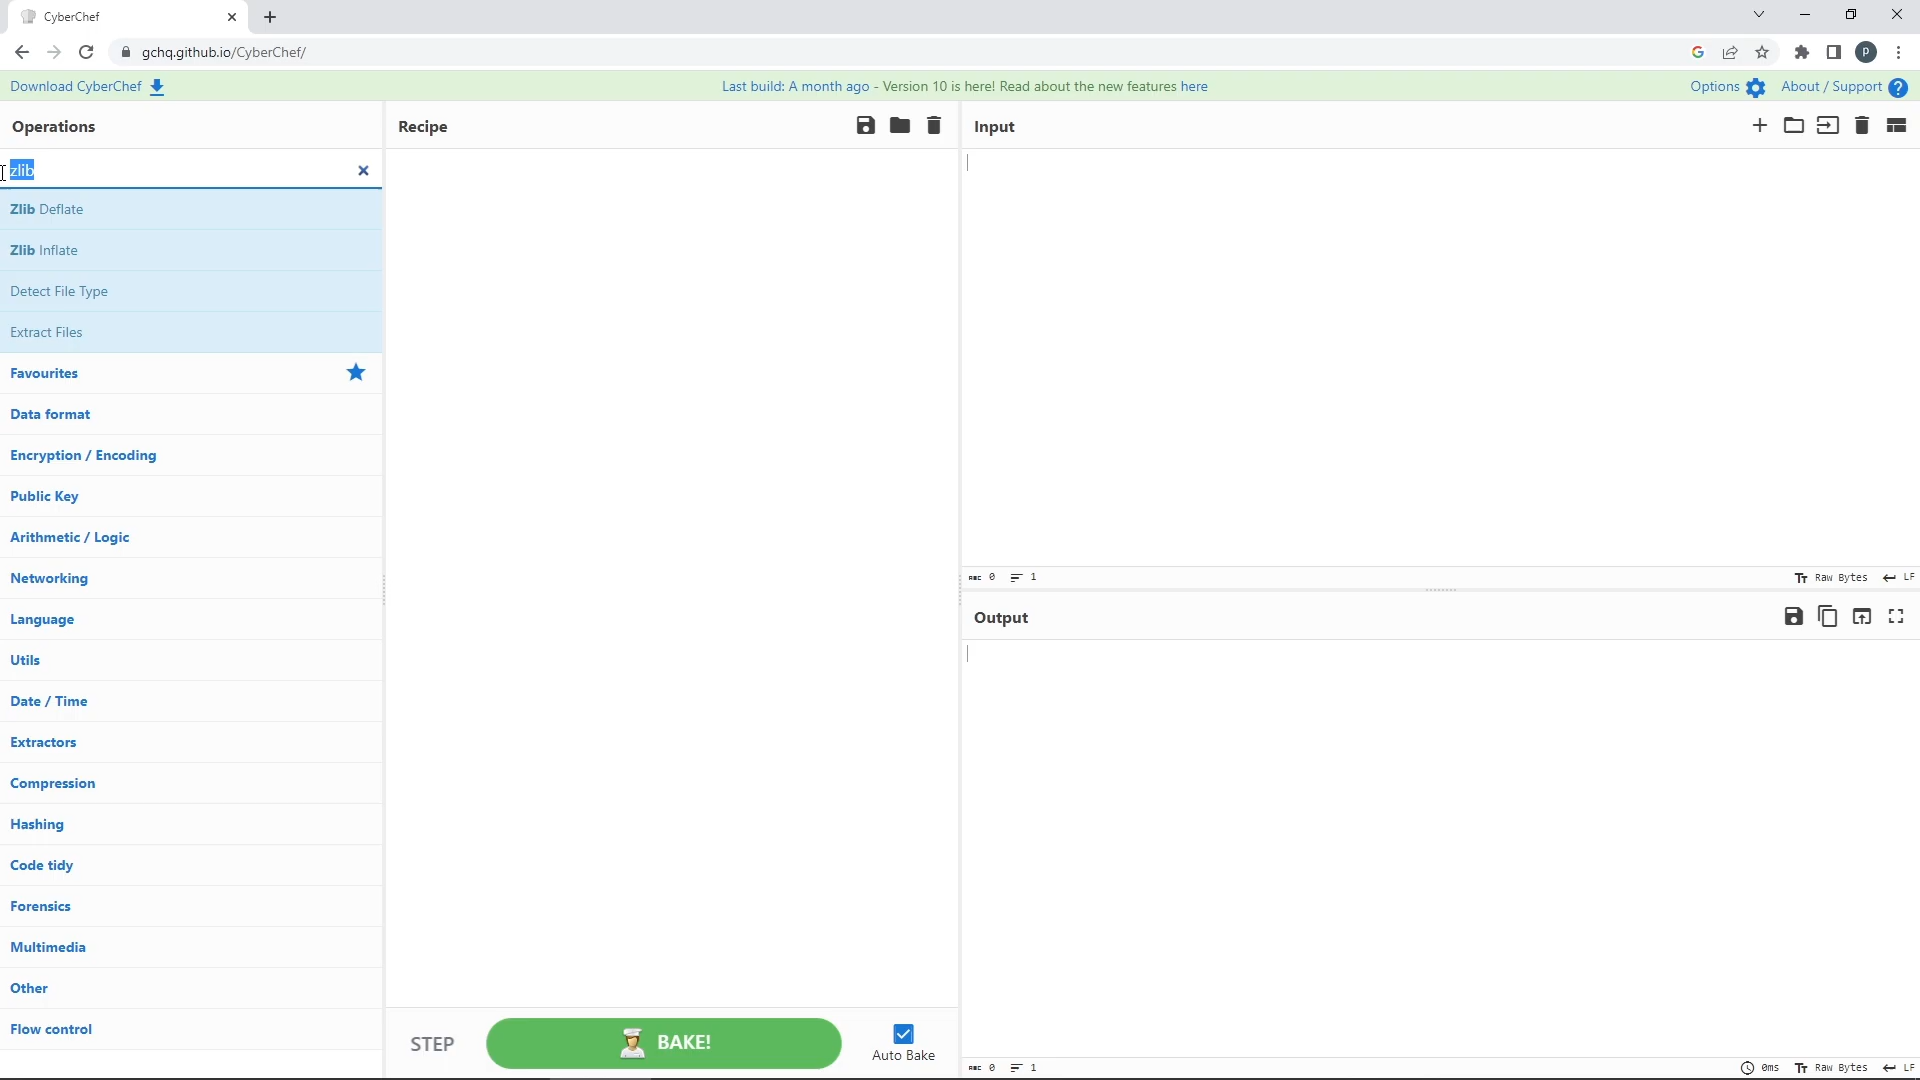 CyberChef
gchq.github.io/CyberChef/
P
Download CyberChef
Last build: A month ago - Version 10 is here! Read about the new features here
Options
About / Support
Operations
Recipe
Input
zlib
Zlib Deflate
Zlib Inflate
Detect File Type
Extract Files
Favourites
Data format
Encryption / Encoding
Public Key
Arithmetic / Logic
Networking
Language
Utils
Date / Time
Extractors
Compression
Hashing
Code tidy
Forensics
Multimedia
Other
Flow control
STEP
BAKE!
Auto Bake
ABC 0 1
Tт Raw Bytes LF
Output
ABC 0 1
0ms Tт Raw Bytes LF